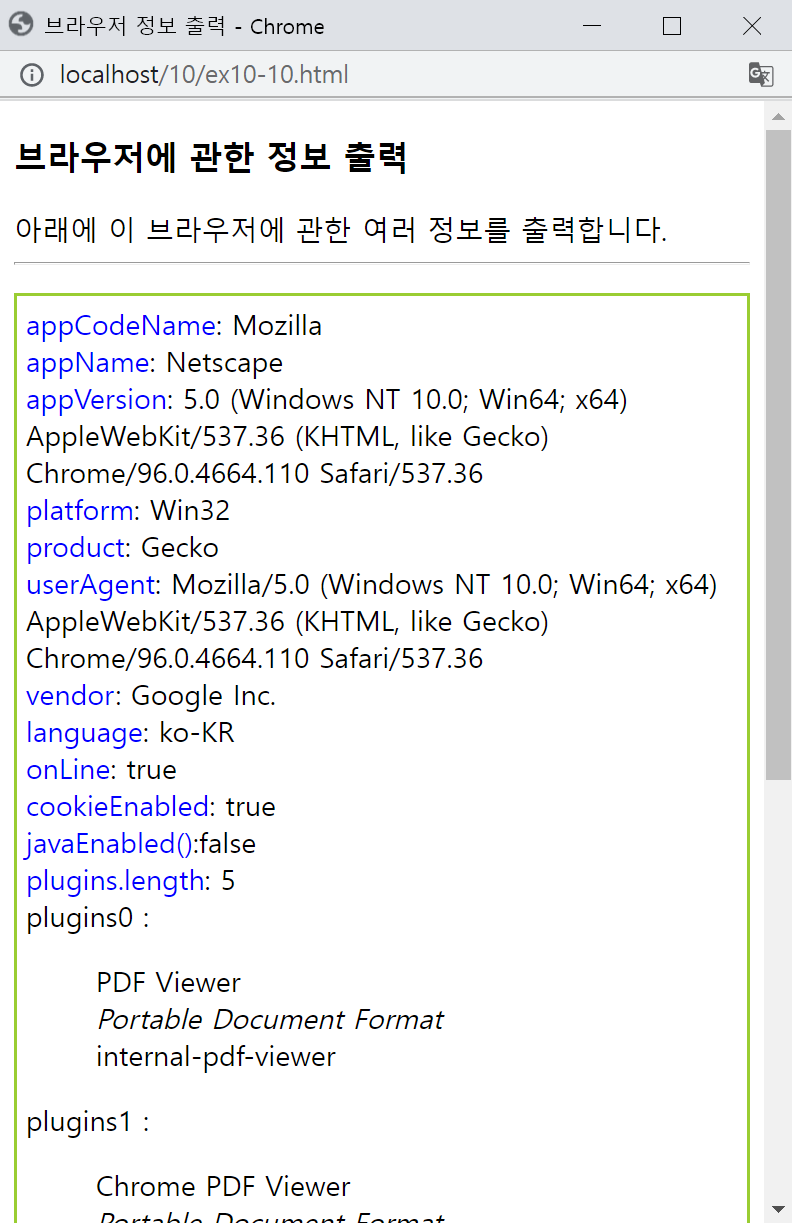 브라우저 정보 출력 - Chrome
localhost/10/ex10-10.html
브라우저에 관한 정보 출력
아래에 이 브라우저에 관한 여러 정보를 출력합니다.
appCodeName: Mozilla
appName: Netscape
appVersion: 5.0 (Windows NT 10.0; Win64; x64)
AppleWebKit/537.36 (KHTML, like Gecko)
Chrome/96.0.4664.110 Safari/537.36
platform: Win32
product: Gecko
userAgent: Mozilla/5.0 (Windows NT 10.0; Win64; x64)
AppleWebKit/537.36 (KHTML, like Gecko)
Chrome/96.0.4664.110 Safari/537.36
vendor: Google Inc.
language: ko-KR
onLine: true
cookieEnabled: true
javaEnabled():false
plugins.length: 5
plugins0 :
PDF Viewer
Portable Document Format
internal-pdf-viewer
plugins1 :
Chrome PDF Viewer
Portable Document Format